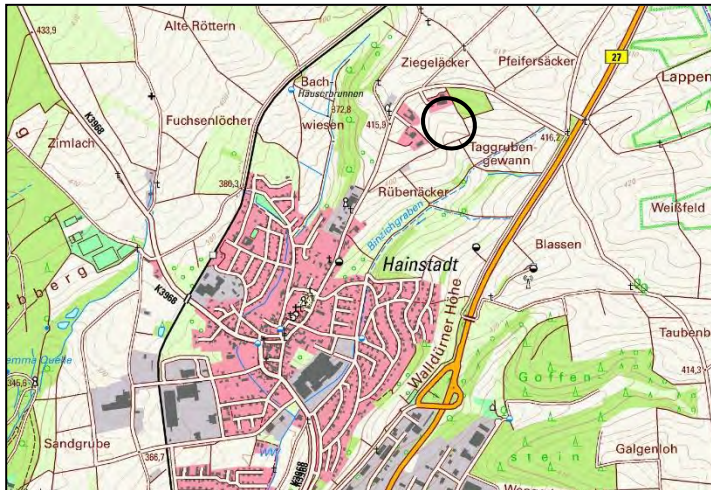 433,9
Alte Röttern
Ziegeläcker
Pfeifersäcker
27
Lappen
K3968
Bach-
Häuserbrunnen
372,8
wiesen
415,9
Fuchsenlöcher
Zimlach
Taggruben-
gewann
416,2
380,3
Rübenäcker
Weißfeld
Binzichgraben
Blassen
Hainstadt
K3968
Walldürner Höhe
Taubenb
345,6
Goffen
stein
414,3
Sandgrube
366,7
K3968
Galgenloh